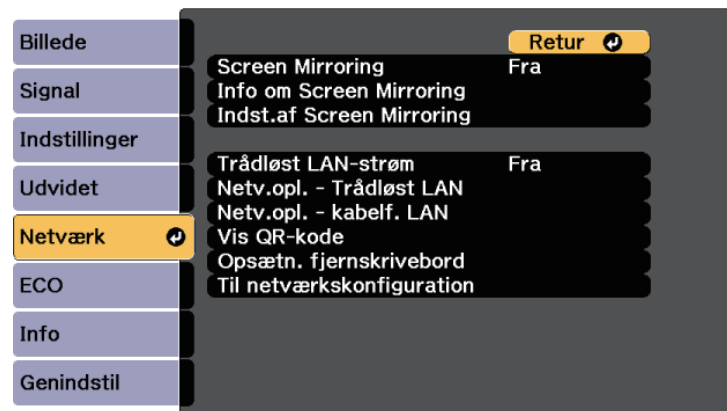 Billede
Signal
Indstillinger
Udvidet
Netværk
ECO
Info
Genindstil
Retur
Screen Mirroring Fra
Info om Screen Mirroring
Indst.af Screen Mirroring
Trådløst LAN-strøm Fra
Netv.opl. - Trådløst LAN
Netv.opl. - kabelf. LAN
Vis QR-kode
Opsætn. fjernskrivebord
Til netværkskonfiguration